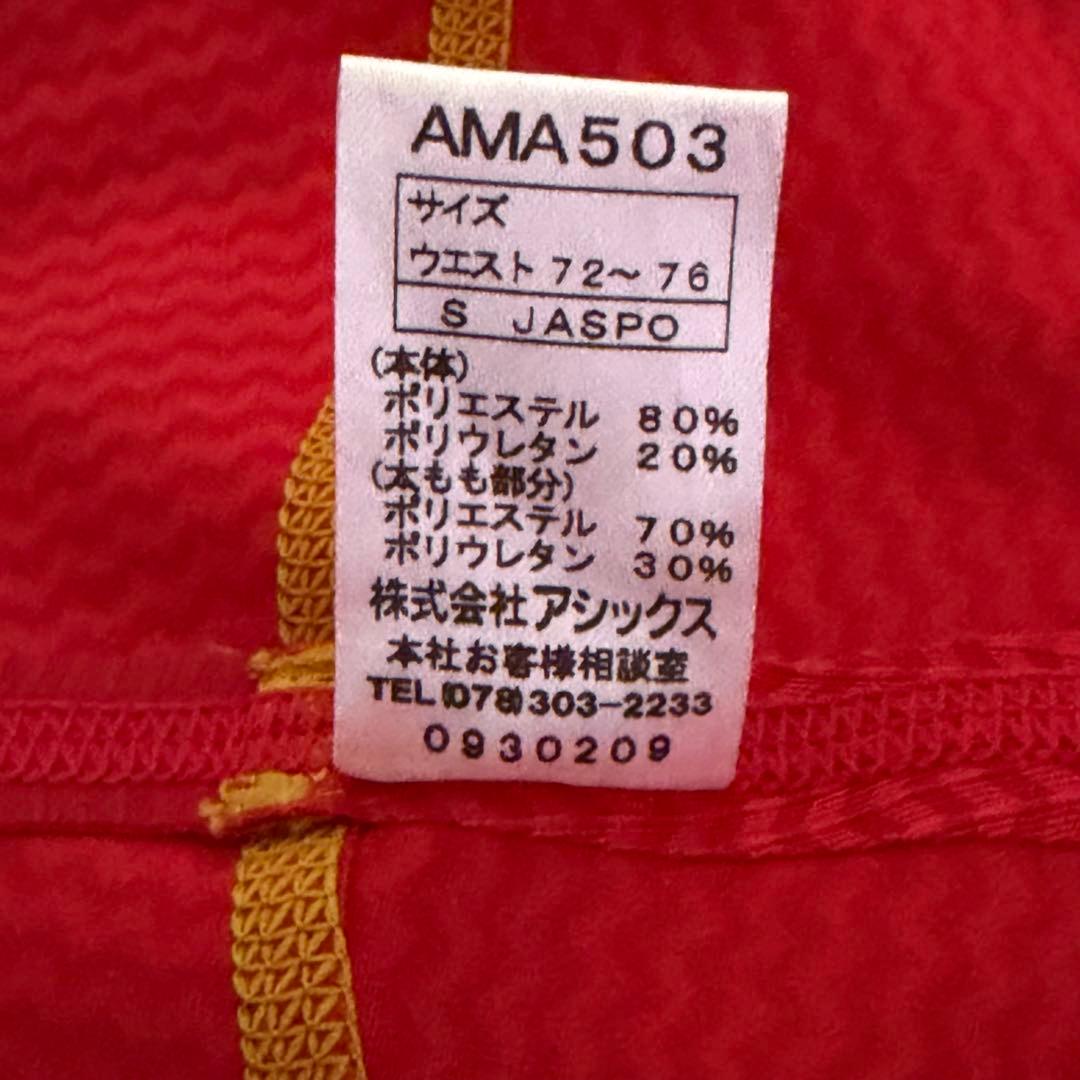 AMA503
サイズ
ウエスト 72～76
S JASPO
(本体)
ポリエステル 80%
ポリウレタン 20%
(太もも部分)
ポリエステル 70%
ポリウレタン 30%
株式会社アシックス
本社お客様相談室
TEL(078)303-2233
0930209